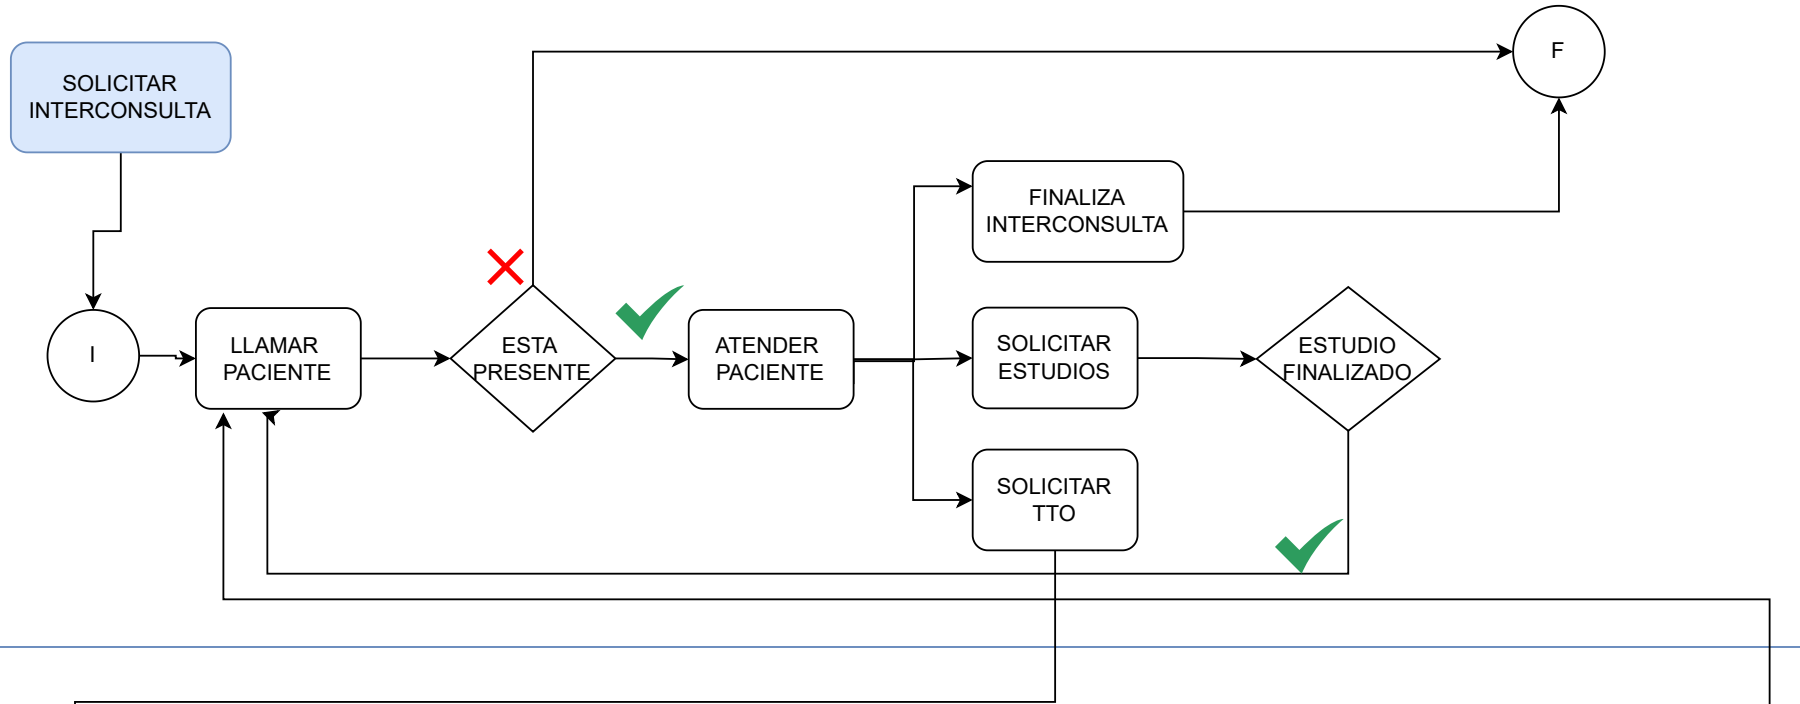 SOLICITAR
INTERCONSULTA
F
FINALIZA
INTERCONSULTA
I
LLAMAR
PACIENTE
ESTA
PRESENTE
ATENDER
PACIENTE
SOLICITAR
ESTUDIOS
ESTUDIO
FINALIZADO
SOLICITAR
TTO